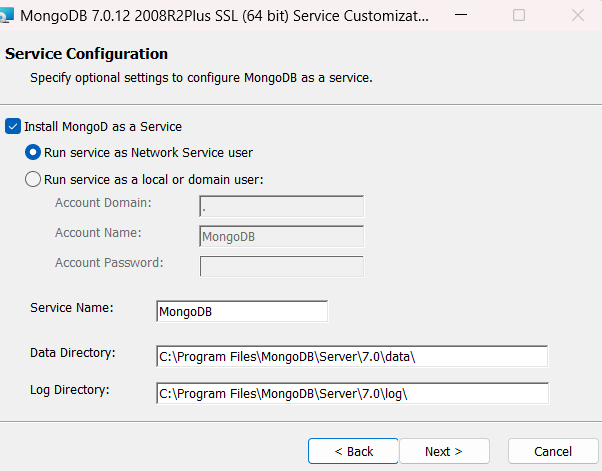 MongoDB 7.0.12 2008R2Plus SSL (64 bit) Service Customizat...
Service Configuration
Specify optional settings to configure MongoDB as a service.
Install MongoD as a Service
Run service as Network Service user
Run service as a local or domain user:
Account Domain: .
Account Name: MongoDB
Account Password:
Service Name: MongoDB
Data Directory: C:\Program Files\MongoDB\Server\7.0\data\
Log Directory: C:\Program Files\MongoDB\Server\7.0\log\
< Back Next > Cancel